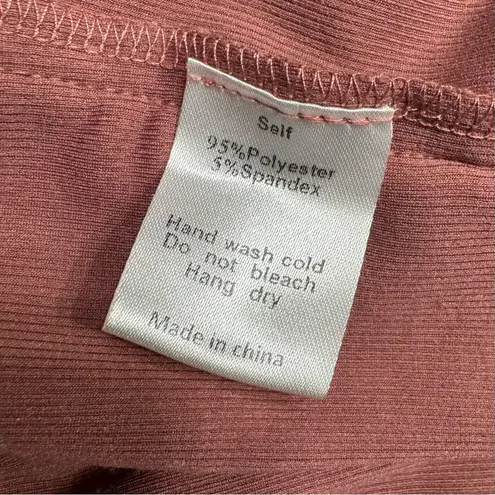 Self
95%Polyester
5%Spandex
Hand wash cold
Do not bleach
Hang dry
Made in china